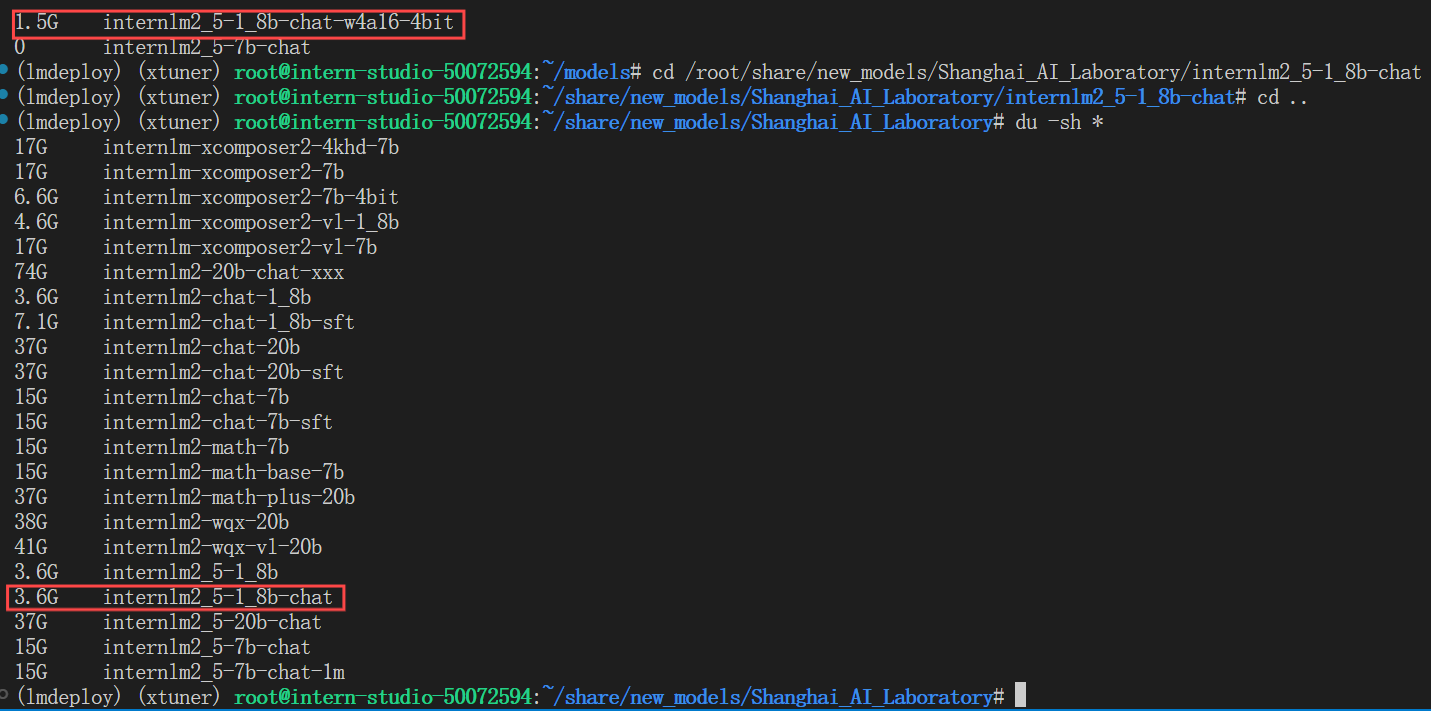 1.5G internlm2_5-1_8b-chat-w4a16-4bit
0 internlm2_5-7b-chat
(lmdeploy) (xtuner) root@intern-studio-50072594:~/models# cd /root/share/new_models/Shanghai_AI_Laboratory/internlm2_5-1_8b-chat
(lmdeploy) (xtuner) root@intern-studio-50072594:~/share/new_models/Shanghai_AI_Laboratory/internlm2_5-1_8b-chat# cd ..
(lmdeploy) (xtuner) root@intern-studio-50072594:~/share/new_models/Shanghai_AI_Laboratory# du -sh *
17G internlm-xcomposer2-4khd-7b
17G internlm-xcomposer2-7b
6.6G internlm-xcomposer2-7b-4bit
4.6G internlm-xcomposer2-vl-1_8b
17G internlm-xcomposer2-vl-7b
74G internlm2-20b-chat-xxx
3.6G internlm2-chat-1_8b
7.1G internlm2-chat-1_8b-sft
37G internlm2-chat-20b
37G internlm2-chat-20b-sft
15G internlm2-chat-7b
15G internlm2-chat-7b-sft
15G internlm2-math-7b
15G internlm2-math-base-7b
37G internlm2-math-plus-20b
38G internlm2-wqx-20b
41G internlm2-wqx-vl-20b
3.6G internlm2_5-1_8b
3.6G internlm2_5-1_8b-chat
37G internlm2_5-20b-chat
15G internlm2_5-7b-chat
15G internlm2_5-7b-chat-1m
(lmdeploy) (xtuner) root@intern-studio-50072594:~/share/new_models/Shanghai_AI_Laboratory#